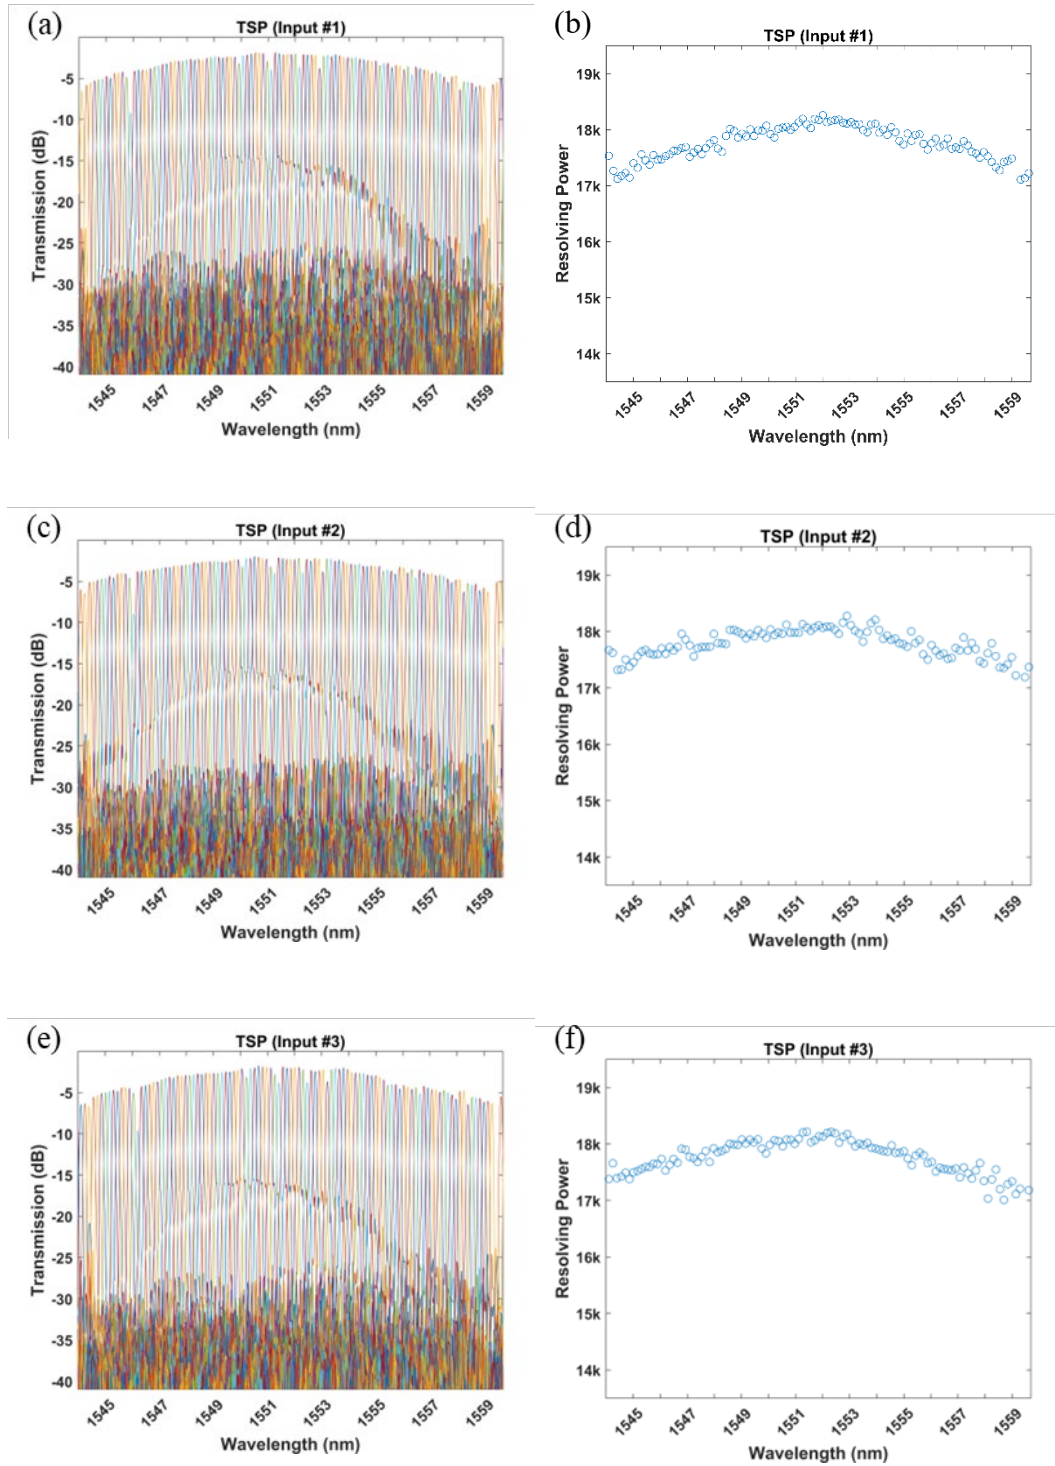 (a)
TSP (Input #1)
Transmission (dB)
-5
-10
-15
-20
-25
-30
-35
-40
1545
1547
1549
1551
1553
1555
1557
1559
Wavelength (nm)
(b)
TSP (Input #1)
Resolving Power
19k
18k
17k
16k
15k
14k
1545
1547
1549
1551
1553
1555
1557
1559
Wavelength (nm)
(c)
TSP (Input #2)
Transmission (dB)
-5
-10
-15
-20
-25
-30
-35
-40
1545
1547
1549
1551
1553
1555
1557
1559
Wavelength (nm)
(d)
TSP (Input #2)
Resolving Power
19k
18k
17k
16k
15k
14k
1545
1547
1549
1551
1553
1555
1557
1559
Wavelength (nm)
(e)
TSP (Input #3)
Transmission (dB)
-5
-10
-15
-20
-25
-30
-35
-40
1545
1547
1549
1551
1553
1555
1557
1559
Wavelength (nm)
(f)
TSP (Input #3)
Resolving Power
19k
18k
17k
16k
15k
14k
1545
1547
1549
1551
1553
1555
1557
1559
Wavelength (nm)